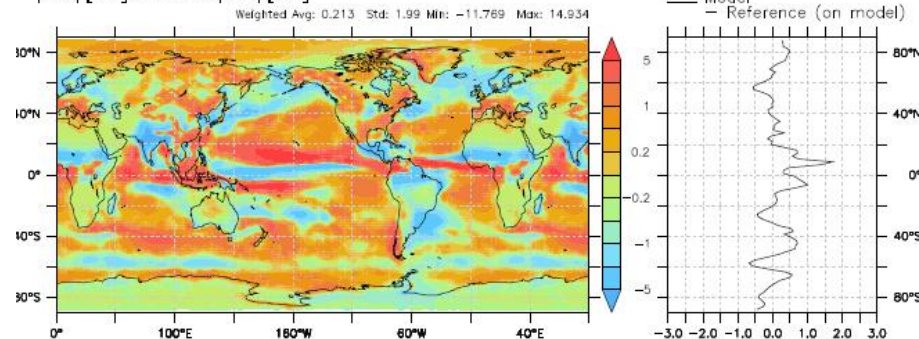 Weighted Avg: 0.213 Std: 1.99 Min: −11.769 Max: 14.934
Model
— Reference (on model)
80°N
40°N
0°
40°S
80°S
0°
100°E
160°W
60°W
40°E
5
1
0.2
−0.2
−1
−5
80°N
40°N
0°
40°S
80°S
−3.0 −2.0 −1.0 0.0 1.0 2.0 3.0